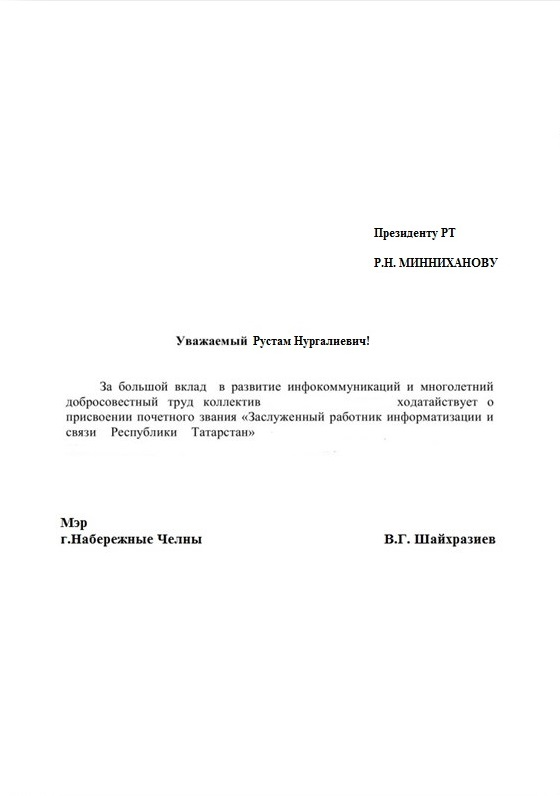 Президенту РТ
Р.Н. МИННИХАНОВУ
Уважаемый Рустам Нургалиевич!
За большой вклад в развитие инфокоммуникаций и многолетний
добросовестный труд коллектив ходатайствует о
присвоении почетного звания «Заслуженный работник информатизации и
связи Республики Татарстан»
Мэр
г.Набережные Челны В.Г. Шайхразиев